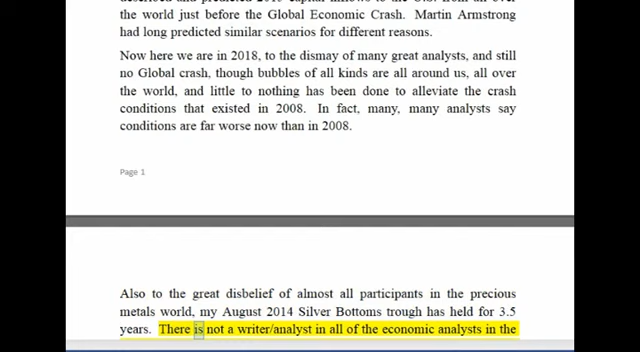 the world just before the Global Economic Crash. Martin Armstrong
had long predicted similar scenarios for different reasons.
Now here we are in 2018, to the dismay of many great analysts, and still
no Global crash, though bubbles of all kinds are all around us, all over
the world, and little to nothing has been done to alleviate the crash
conditions that existed in 2008. In fact, many, many analysts say
conditions are far worse now than in 2008.
Page 1
Also to the great disbelief of almost all participants in the precious
metals world, my August 2014 Silver Bottoms trough has held for 3.5
years. There is not a writer/analyst in all of the economic analysts in the